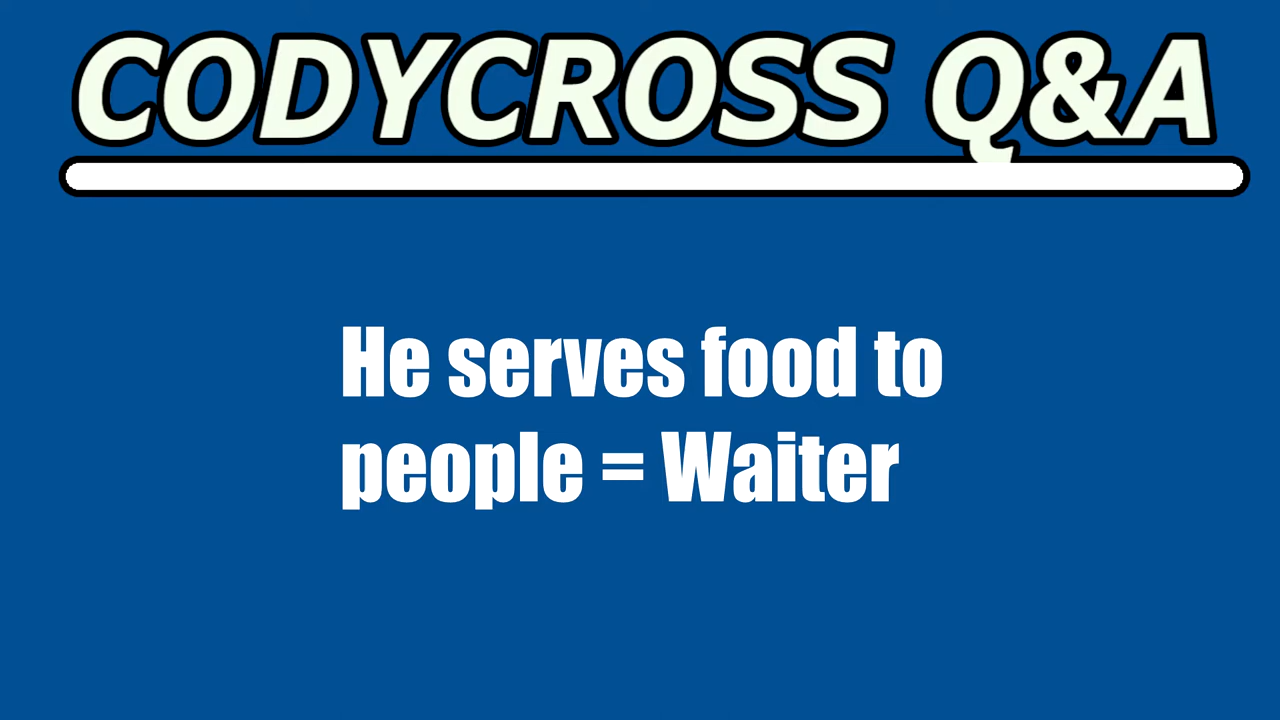 CODYCROSS Q&A
He serves food to
people = Waiter